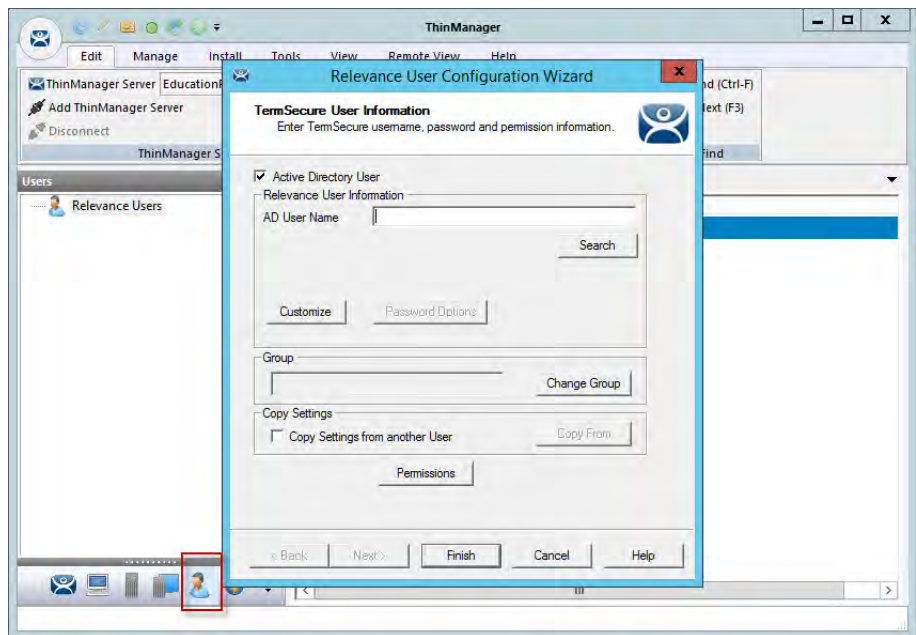 ThinManager
Edit Manage Install Tools View Remote View Help
ThinManager Server Education
Add ThinManager Server
Disconnect
ThinManager S
nd (Ctrl-F)
ext (F3)
Find
Users
Relevance Users
Relevance User Configuration Wizard
x
TermSecure User Information
Enter TermSecure username, password and permission information.
Active Directory User
Relevance User Information
AD User Name
Search
Customize Password Options
Group
Change Group
Copy Settings
Copy Settings from another User Copy From
Permissions
< Back Next > Finish Cancel Help